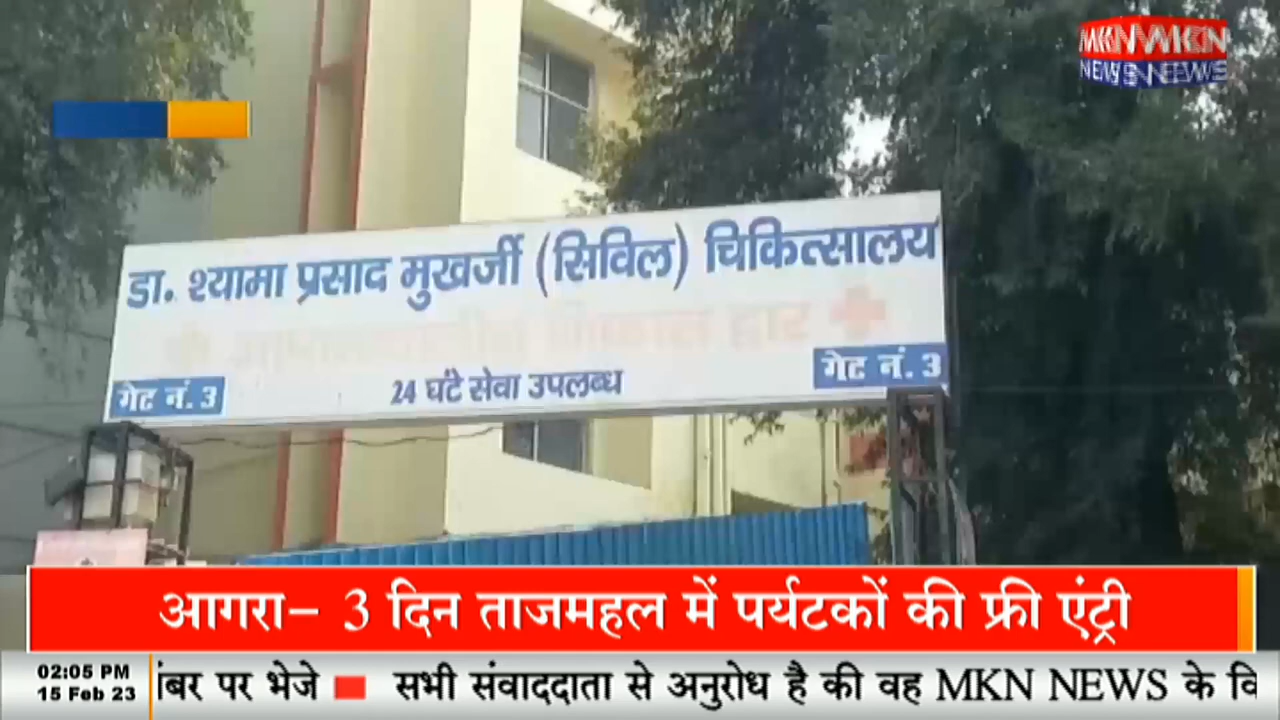 MKN MKN
NEWS NEWS
डा. श्यामा प्रसाद मुखर्जी (सिविल) चिकित्सालय
निकास द्वार
गेट नं. 3
24 घंटे सेवा उपलब्ध
गेट नं. 3
आगरा- 3 दिन ताजमहल में पर्यटकों की फ्री एंट्री
02:05 PM
15 Feb 23
पर भेजे
सभी संवाददाता से अनुरोध है की वह MKN NEWS के